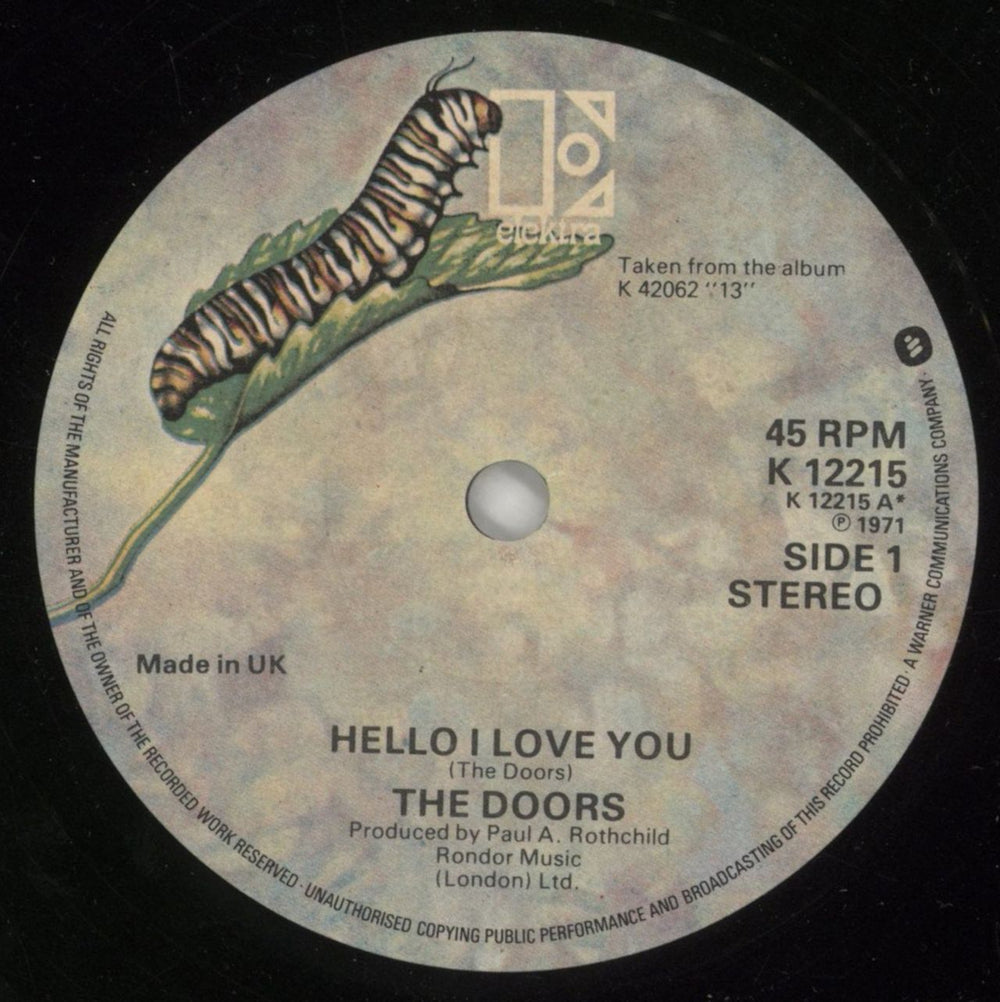 elektra
Taken from the album
K 42062 "13"
45 RPM
K 12215
K 12215 A*
℗ 1971
SIDE 1
STEREO
Made in UK
HELLO I LOVE YOU
(The Doors)
THE DOORS
Produced by Paul A. Rothchild
Rondor Music
(London) Ltd.
ALL RIGHTS OF THE MANUFACTURER AND OF THE OWNER OF THE RECORDED WORK RESERVED · UNAUTHORISED COPYING PUBLIC PERFORMANCE AND BROADCASTING OF THIS RECORD PROHIBITED · A WARNER COMMUNICATIONS COMPANY ·